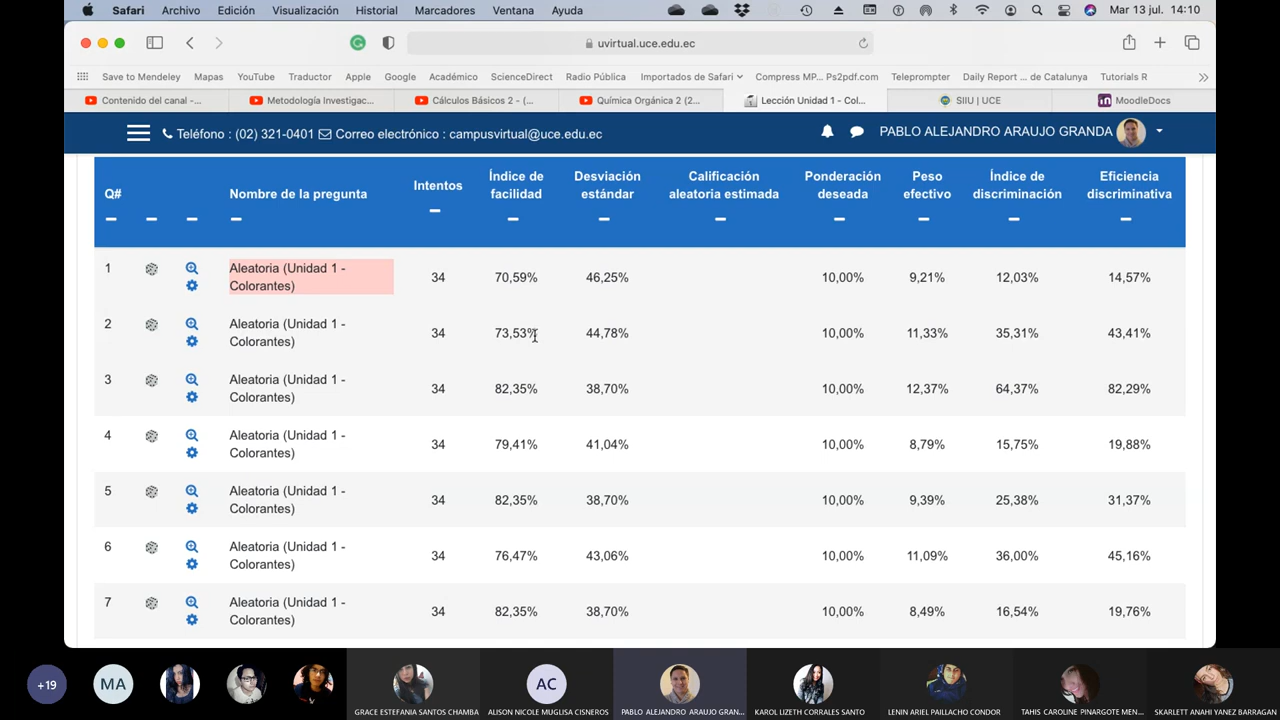 Safari Archivo Edición Visualización Historial Marcadores Ventana Ayuda Mar 13 jul. 14:10
uvirtual.uce.edu.ec
Save to Mendeley Mapas YouTube Traductor Apple Google Académico ScienceDirect Radio Pública Importados de Safari Compress MP... Ps2pdf.com Teleprompter Daily Report ... de Catalunya Tutorials R
Contenido del canal -... Metodología Investigac... Cálculos Básicos 2 - (... Química Orgánica 2 (2... Lección Unidad 1 - Col... SIIU | UCE MoodleDocs
Teléfono : (02) 321-0401 Correo electrónico : campusvirtual@uce.edu.ec PABLO ALEJANDRO ARAUJO GRANDA
Q# Nombre de la pregunta Intentos Índice de facilidad Desviación estándar Calificación aleatoria estimada Ponderación deseada Peso efectivo Índice de discriminación Eficiencia discriminativa
1 Aleatoria (Unidad 1 - Colorantes) 34 70,59% 46,25% 10,00% 9,21% 12,03% 14,57%
2 Aleatoria (Unidad 1 - Colorantes) 34 73,53% 44,78% 10,00% 11,33% 35,31% 43,41%
3 Aleatoria (Unidad 1 - Colorantes) 34 82,35% 38,70% 10,00% 12,37% 64,37% 82,29%
4 Aleatoria (Unidad 1 - Colorantes) 34 79,41% 41,04% 10,00% 8,79% 15,75% 19,88%
5 Aleatoria (Unidad 1 - Colorantes) 34 82,35% 38,70% 10,00% 9,39% 25,38% 31,37%
6 Aleatoria (Unidad 1 - Colorantes) 34 76,47% 43,06% 10,00% 11,09% 36,00% 45,16%
7 Aleatoria (Unidad 1 - Colorantes) 34 82,35% 38,70% 10,00% 8,49% 16,54% 19,76%
+19 MA AC
GRACE ESTEFANIA SANTOS CHAMBA ALISON NICOLE MUGLISA CISNEROS PABLO ALEJANDRO ARAUJO GRAN... KAROL LIZETH CORRALES SANTO LENIN ARIEL PAILLACHO CONDOR TAHIS CAROLINE PINARGOTE MEN... SKARLETT ANAHI YANEZ BARRAGAN